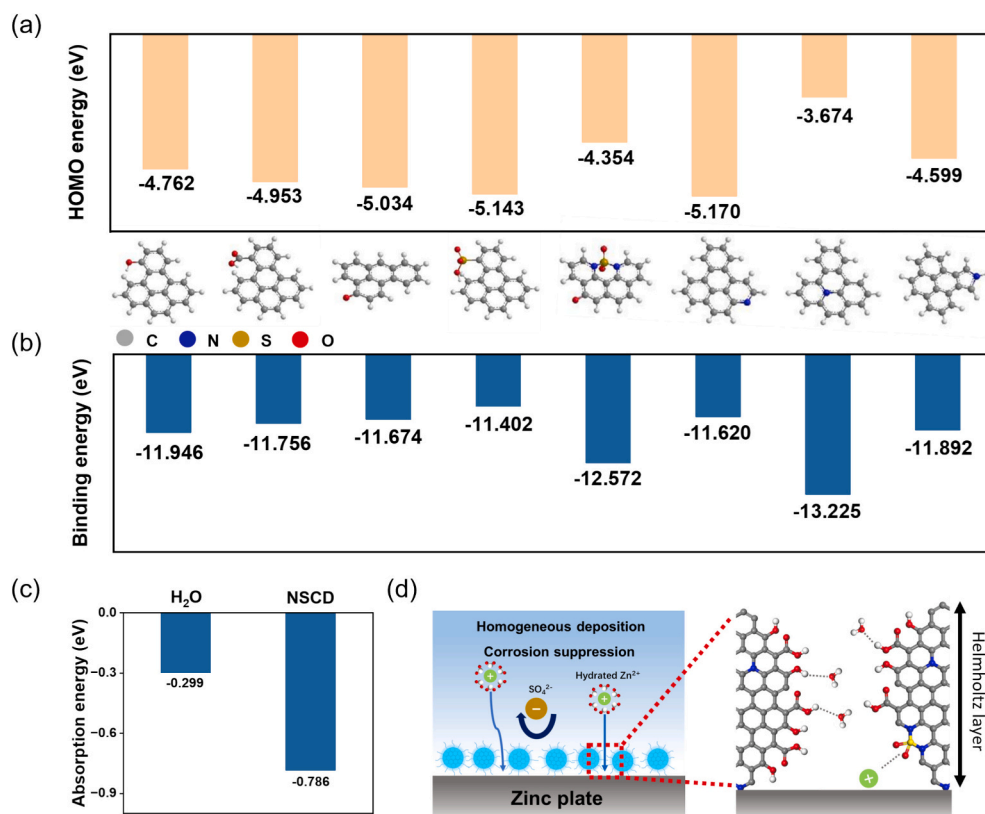 (a)
HOMO energy (eV)
-4.762
-4.953
-5.034
-5.143
-4.354
-5.170
-3.674
-4.599
C N S O
(b)
Binding energy (eV)
-11.946
-11.756
-11.674
-11.402
-12.572
-11.620
-13.225
-11.892
(c)
H₂O NSCD
Absorption energy (eV)
0.0
−0.3
−0.6
−0.9
-0.299
-0.786
(d)
Homogeneous deposition
Corrosion suppression
SO₄²⁻
Hydrated Zn²⁺
+
−
+
Zinc plate
+
Helmholtz layer